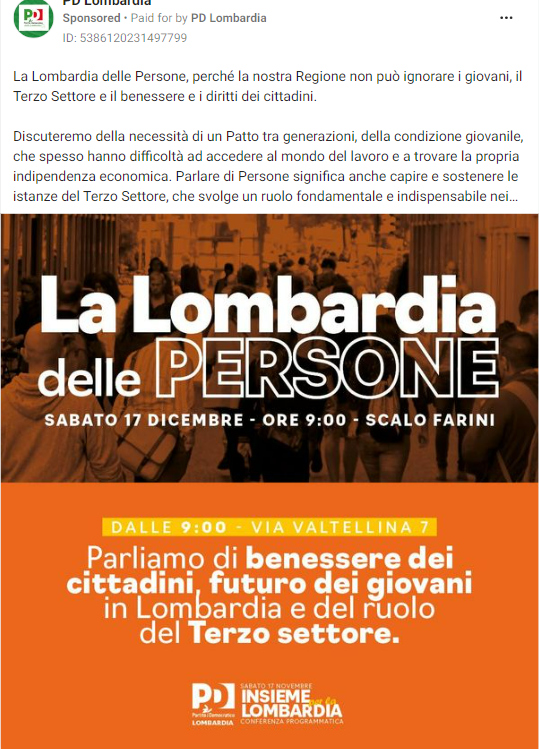 PD Lombardia
Sponsored • Paid for by PD Lombardia
ID: 5386120231497799
La Lombardia delle Persone, perché la nostra Regione non può ignorare i giovani, il
Terzo Settore e il benessere e i diritti dei cittadini.
Discuteremo della necessità di un Patto tra generazioni, della condizione giovanile,
che spesso hanno difficoltà ad accedere al mondo del lavoro e a trovare la propria
indipendenza economica. Parlare di Persone significa anche capire e sostenere le
istanze del Terzo Settore, che svolge un ruolo fondamentale e indispensabile nei...
La Lombardia
delle PERSONE
SABATO 17 DICEMBRE - ORE 9:00 - SCALO FARINI
DALLE 9:00 - VIA VALTELLINA 7
Parliamo di benessere dei
cittadini, futuro dei giovani
in Lombardia e del ruolo
del Terzo settore.
PD
Partito Democratico
LOMBARDIA
SABATO 17 NOVEMBRE
INSIEME per la
LOMBARDIA
CONFERENZA PROGRAMMATICA